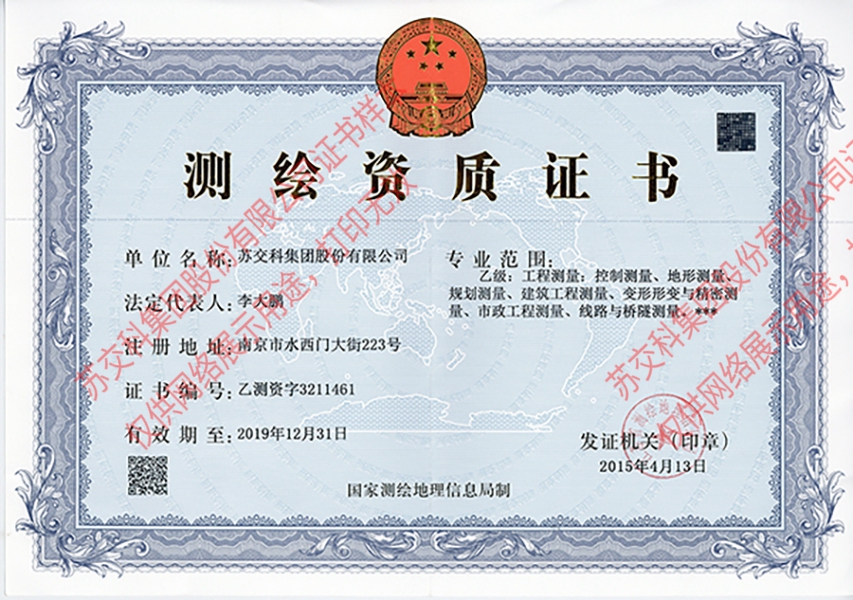 测绘资质证书
单位名称:苏交科集团股份有限公司
法定代表人:李大鹏
注册地址:南京市水西门大街223号
证书编号:乙测资字3211461
有效期至:2019年12月31日
专业范围:
乙级:工程测量:控制测量、地形测量、
规划测量、建筑工程测量、变形形变与精密测
量、市政工程测量、线路与桥隧测量。***
发证机关(印章)
2015年4月13日
国家测绘地理信息局制
苏交科集团股份有限公司证书样
仅供网络展示用途,打印无效
苏交科集团股份有限公司证
仅供网络展示用途,